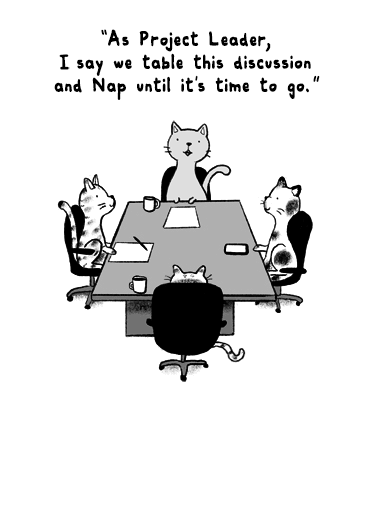 “As Project Leader,
I say we table this discussion
and Nap until it's time to go.”